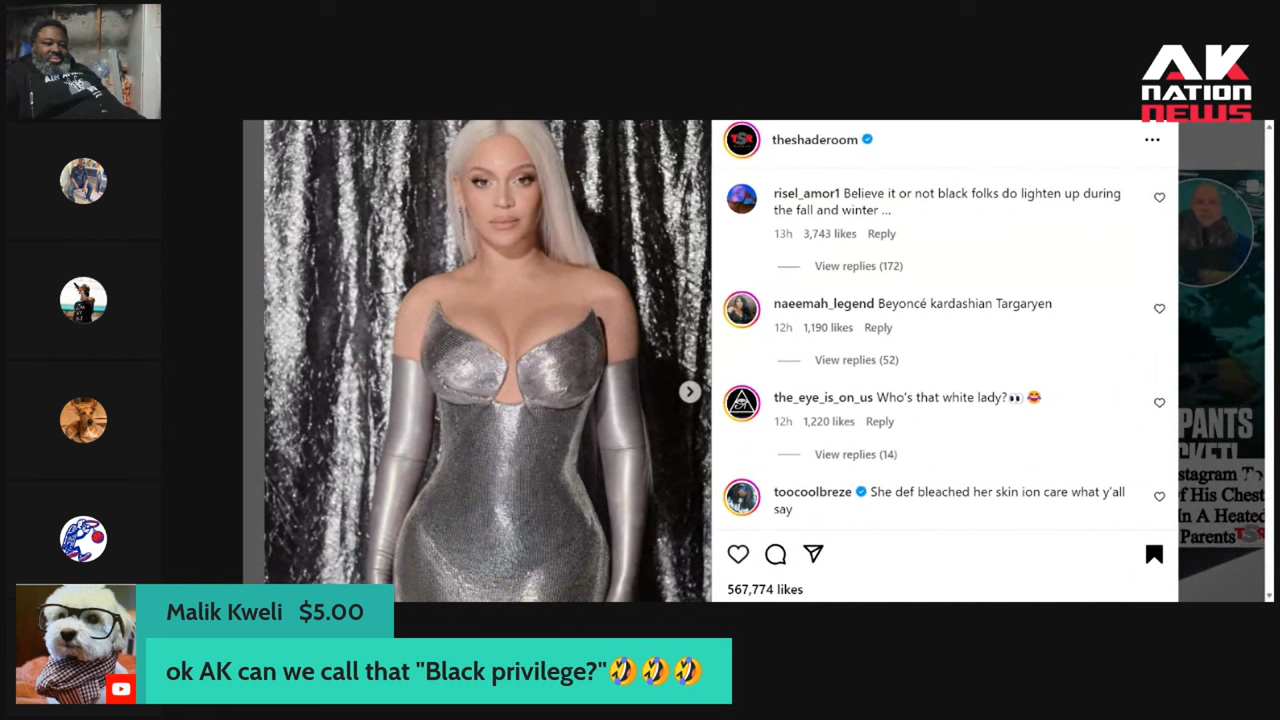 AK
NATION
NEWS
TSR
theshaderoom
risel_amor1 Believe it or not black folks do lighten up during
the fall and winter ...
13h 3,743 likes Reply
View replies (172)
naeemah_legend Beyoncé kardashian Targaryen
12h 1,190 likes Reply
View replies (52)
the_eye_is_on_us Who's that white lady?👀 😂
12h 1,220 likes Reply
View replies (14)
toocoolbreze She def bleached her skin ion care what y'all
say
567,774 likes
PANTS
stagram T
f His Chest
In A Heated
Parents TSR
Malik Kweli $5.00
ok AK can we call that "Black privilege?"🤣🤣🤣